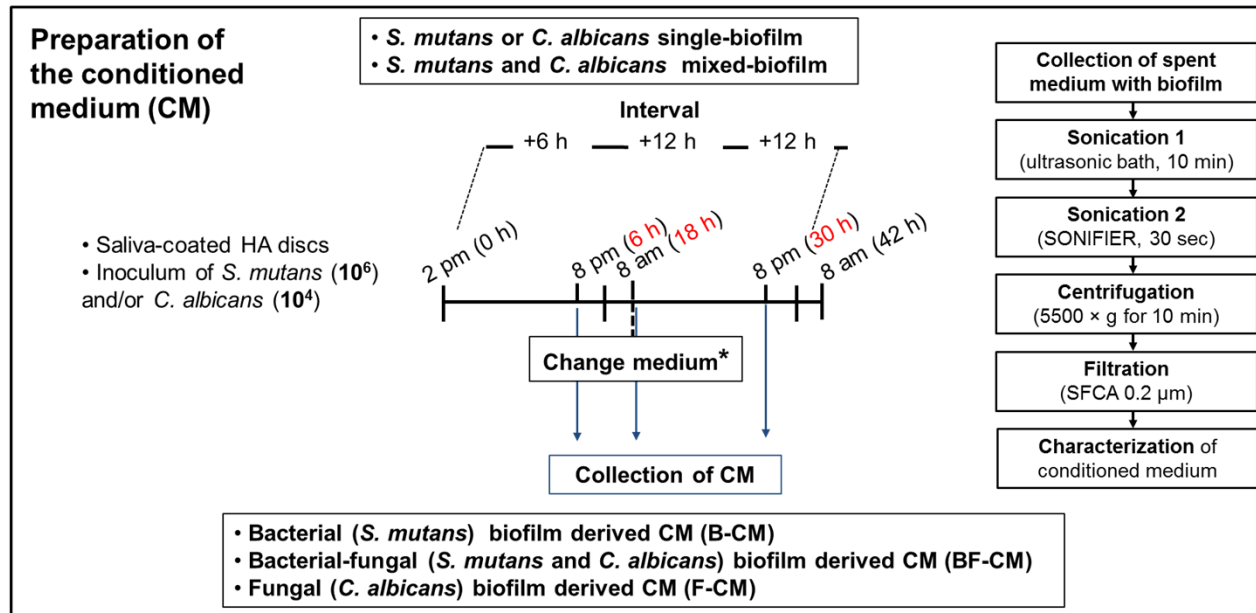 Preparation of
the conditioned
medium (CM)
• S. mutans or C. albicans single-biofilm
• S. mutans and C. albicans mixed-biofilm
Interval
+6 h
+12 h
+12 h
• Saliva-coated HA discs
• Inoculum of S. mutans (10⁶)
and/or C. albicans (10⁴)
2 pm (0 h)
8 pm (6 h)
8 am (18 h)
8 pm (30 h)
8 am (42 h)
Change medium*
Collection of CM
• Bacterial (S. mutans) biofilm derived CM (B-CM)
• Bacterial-fungal (S. mutans and C. albicans) biofilm derived CM (BF-CM)
• Fungal (C. albicans) biofilm derived CM (F-CM)
Collection of spent
medium with biofilm
Sonication 1
(ultrasonic bath, 10 min)
Sonication 2
(SONIFIER, 30 sec)
Centrifugation
(5500 × g for 10 min)
Filtration
(SFCA 0.2 µm)
Characterization of
conditioned medium